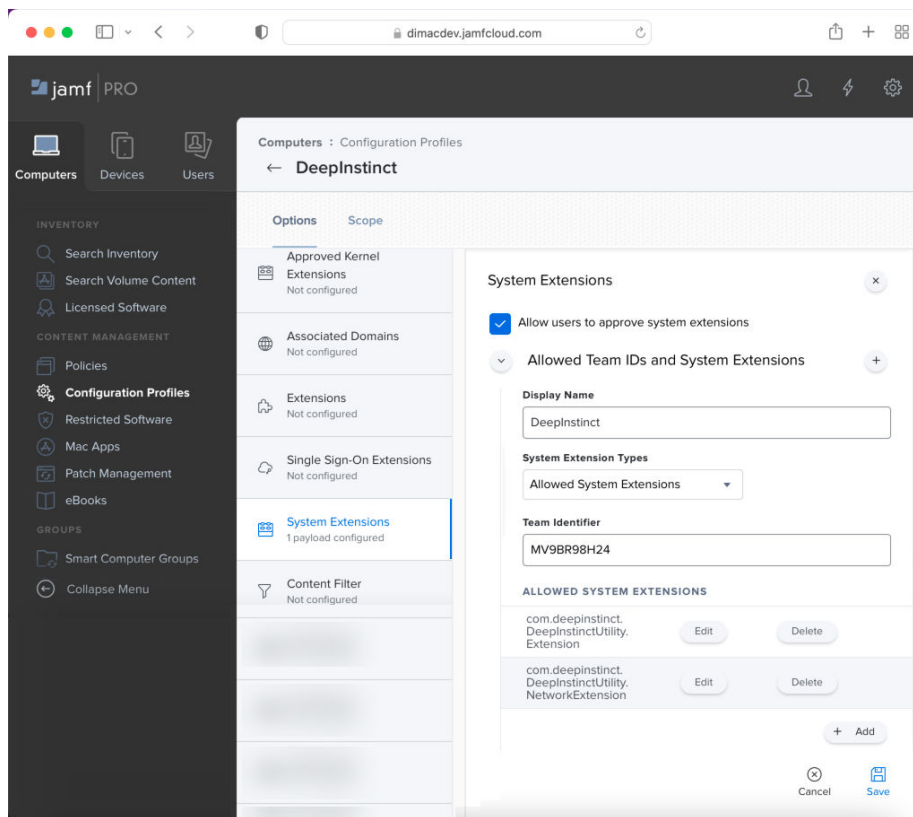 dimacdev.jamfcloud.com
jamf PRO
Computers
Devices
Users
INVENTORY
Search Inventory
Search Volume Content
Licensed Software
CONTENT MANAGEMENT
Policies
Configuration Profiles
Restricted Software
Mac Apps
Patch Management
eBooks
GROUPS
Smart Computer Groups
Collapse Menu
Computers : Configuration Profiles
← DeepInstinct
Options
Scope
Approved Kernel
Extensions
Not configured
Associated Domains
Not configured
Extensions
Not configured
Single Sign-On Extensions
Not configured
System Extensions
1 payload configured
Content Filter
Not configured
System Extensions
Allow users to approve system extensions
Allowed Team IDs and System Extensions
Display Name
DeepInstinct
System Extension Types
Allowed System Extensions
Team Identifier
MV9BR98H24
ALLOWED SYSTEM EXTENSIONS
com.deepinstinct.
DeepInstinctUtility.
Extension
Edit
Delete
com.deepinstinct.
DeepInstinctUtility.
NetworkExtension
Edit
Delete
+ Add
Cancel
Save